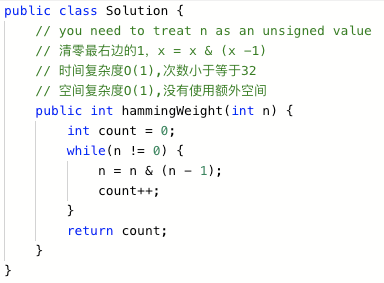 public class Solution {
    // you need to treat n as an unsigned value
    // 清零最右边的1，x = x & (x -1)
    // 时间复杂度O(1),次数小于等于32
    // 空间复杂度O(1),没有使用额外空间
    public int hammingWeight(int n) {
        int count = 0;
        while(n != 0) {
            n = n & (n - 1);
            count++;
        }
        return count;
    }
}